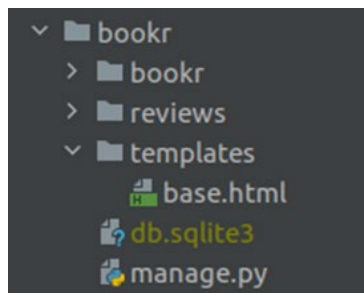 bookr
bookr
reviews
templates
base.html
db.sqlite3
manage.py